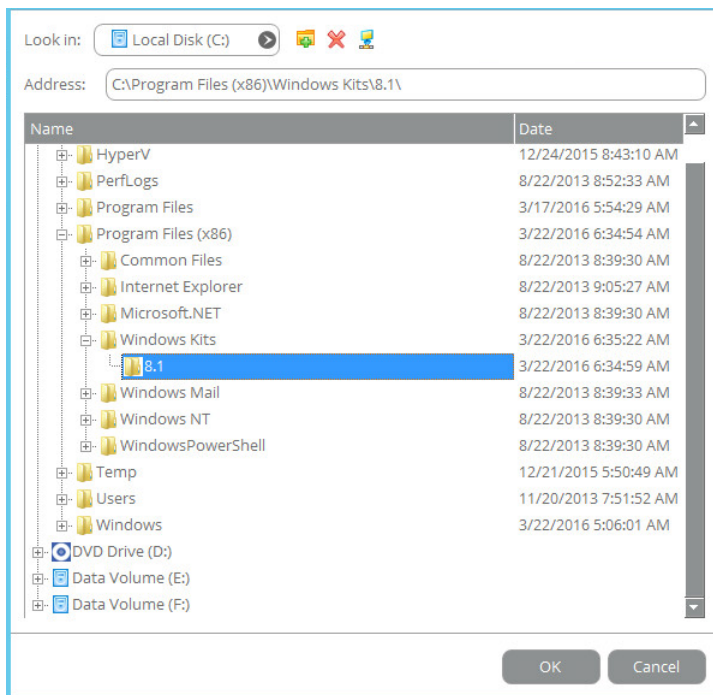 Look in: Local Disk (C:)
Address: C:\Program Files (x86)\Windows Kits\8.1\
Name Date
HyperV 12/24/2015 8:43:10 AM
PerfLogs 8/22/2013 8:52:33 AM
Program Files 3/17/2016 5:54:29 AM
Program Files (x86) 3/22/2016 6:34:54 AM
Common Files 8/22/2013 8:39:30 AM
Internet Explorer 8/22/2013 9:05:27 AM
Microsoft.NET 8/22/2013 8:39:30 AM
Windows Kits 3/22/2016 6:35:22 AM
8.1 3/22/2016 6:34:59 AM
Windows Mail 8/22/2013 8:39:33 AM
Windows NT 8/22/2013 8:39:30 AM
WindowsPowerShell 8/22/2013 8:39:30 AM
Temp 12/21/2015 5:50:49 AM
Users 11/20/2013 7:51:52 AM
Windows 3/22/2016 5:06:01 AM
DVD Drive (D:)
Data Volume (E:)
Data Volume (F:)
OK Cancel